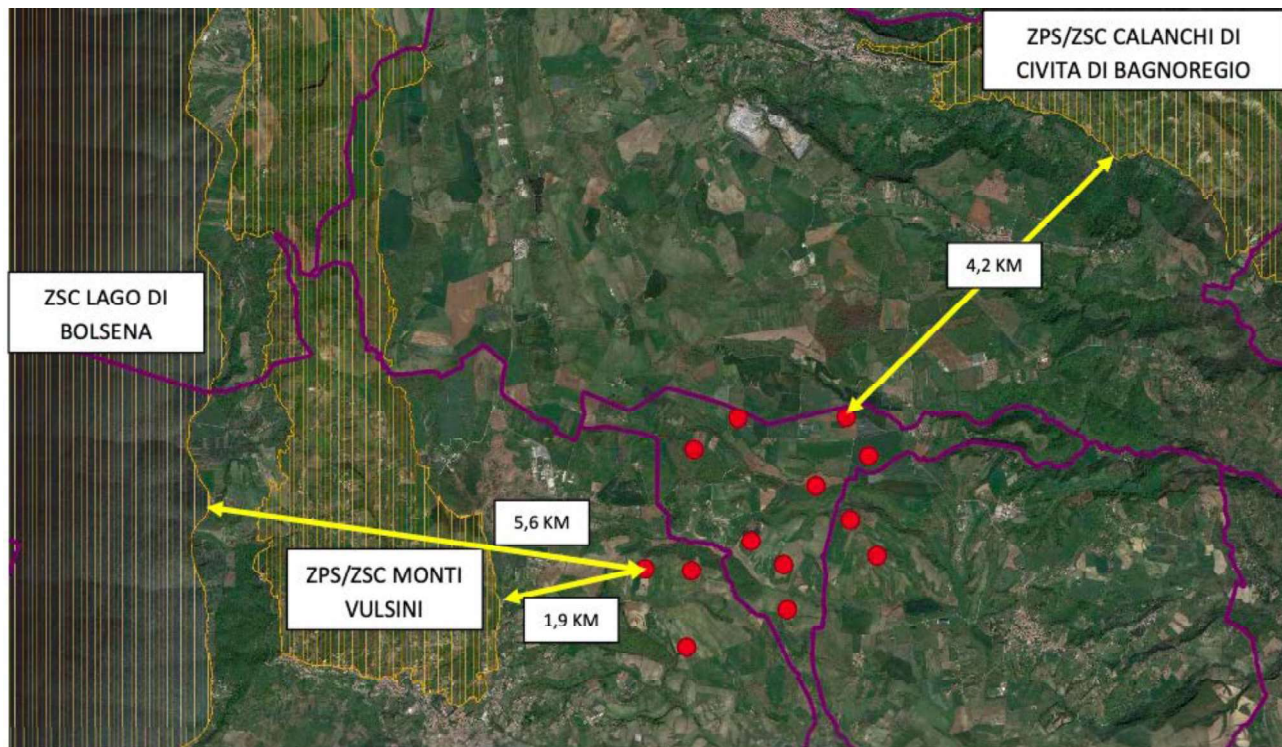 ZPS/ZSC CALANCHI DI
CIVITA DI BAGNOREGIO
4,2 KM
ZSC LAGO DI
BOLSENA
5,6 KM
ZPS/ZSC MONTI
VULSINI
1,9 KM